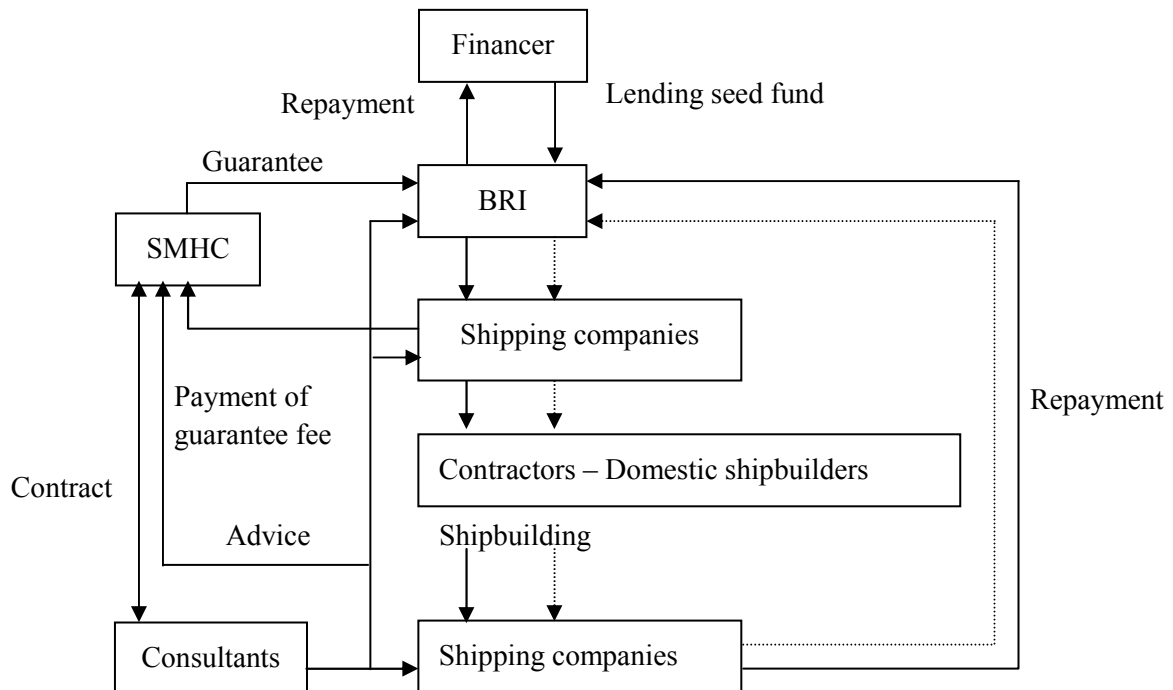 Financer
Repayment
Lending seed fund
Guarantee
BRI
SMHC
Shipping companies
Payment of
guarantee fee
Repayment
Contractors – Domestic shipbuilders
Contract
Advice
Shipbuilding
Consultants
Shipping companies